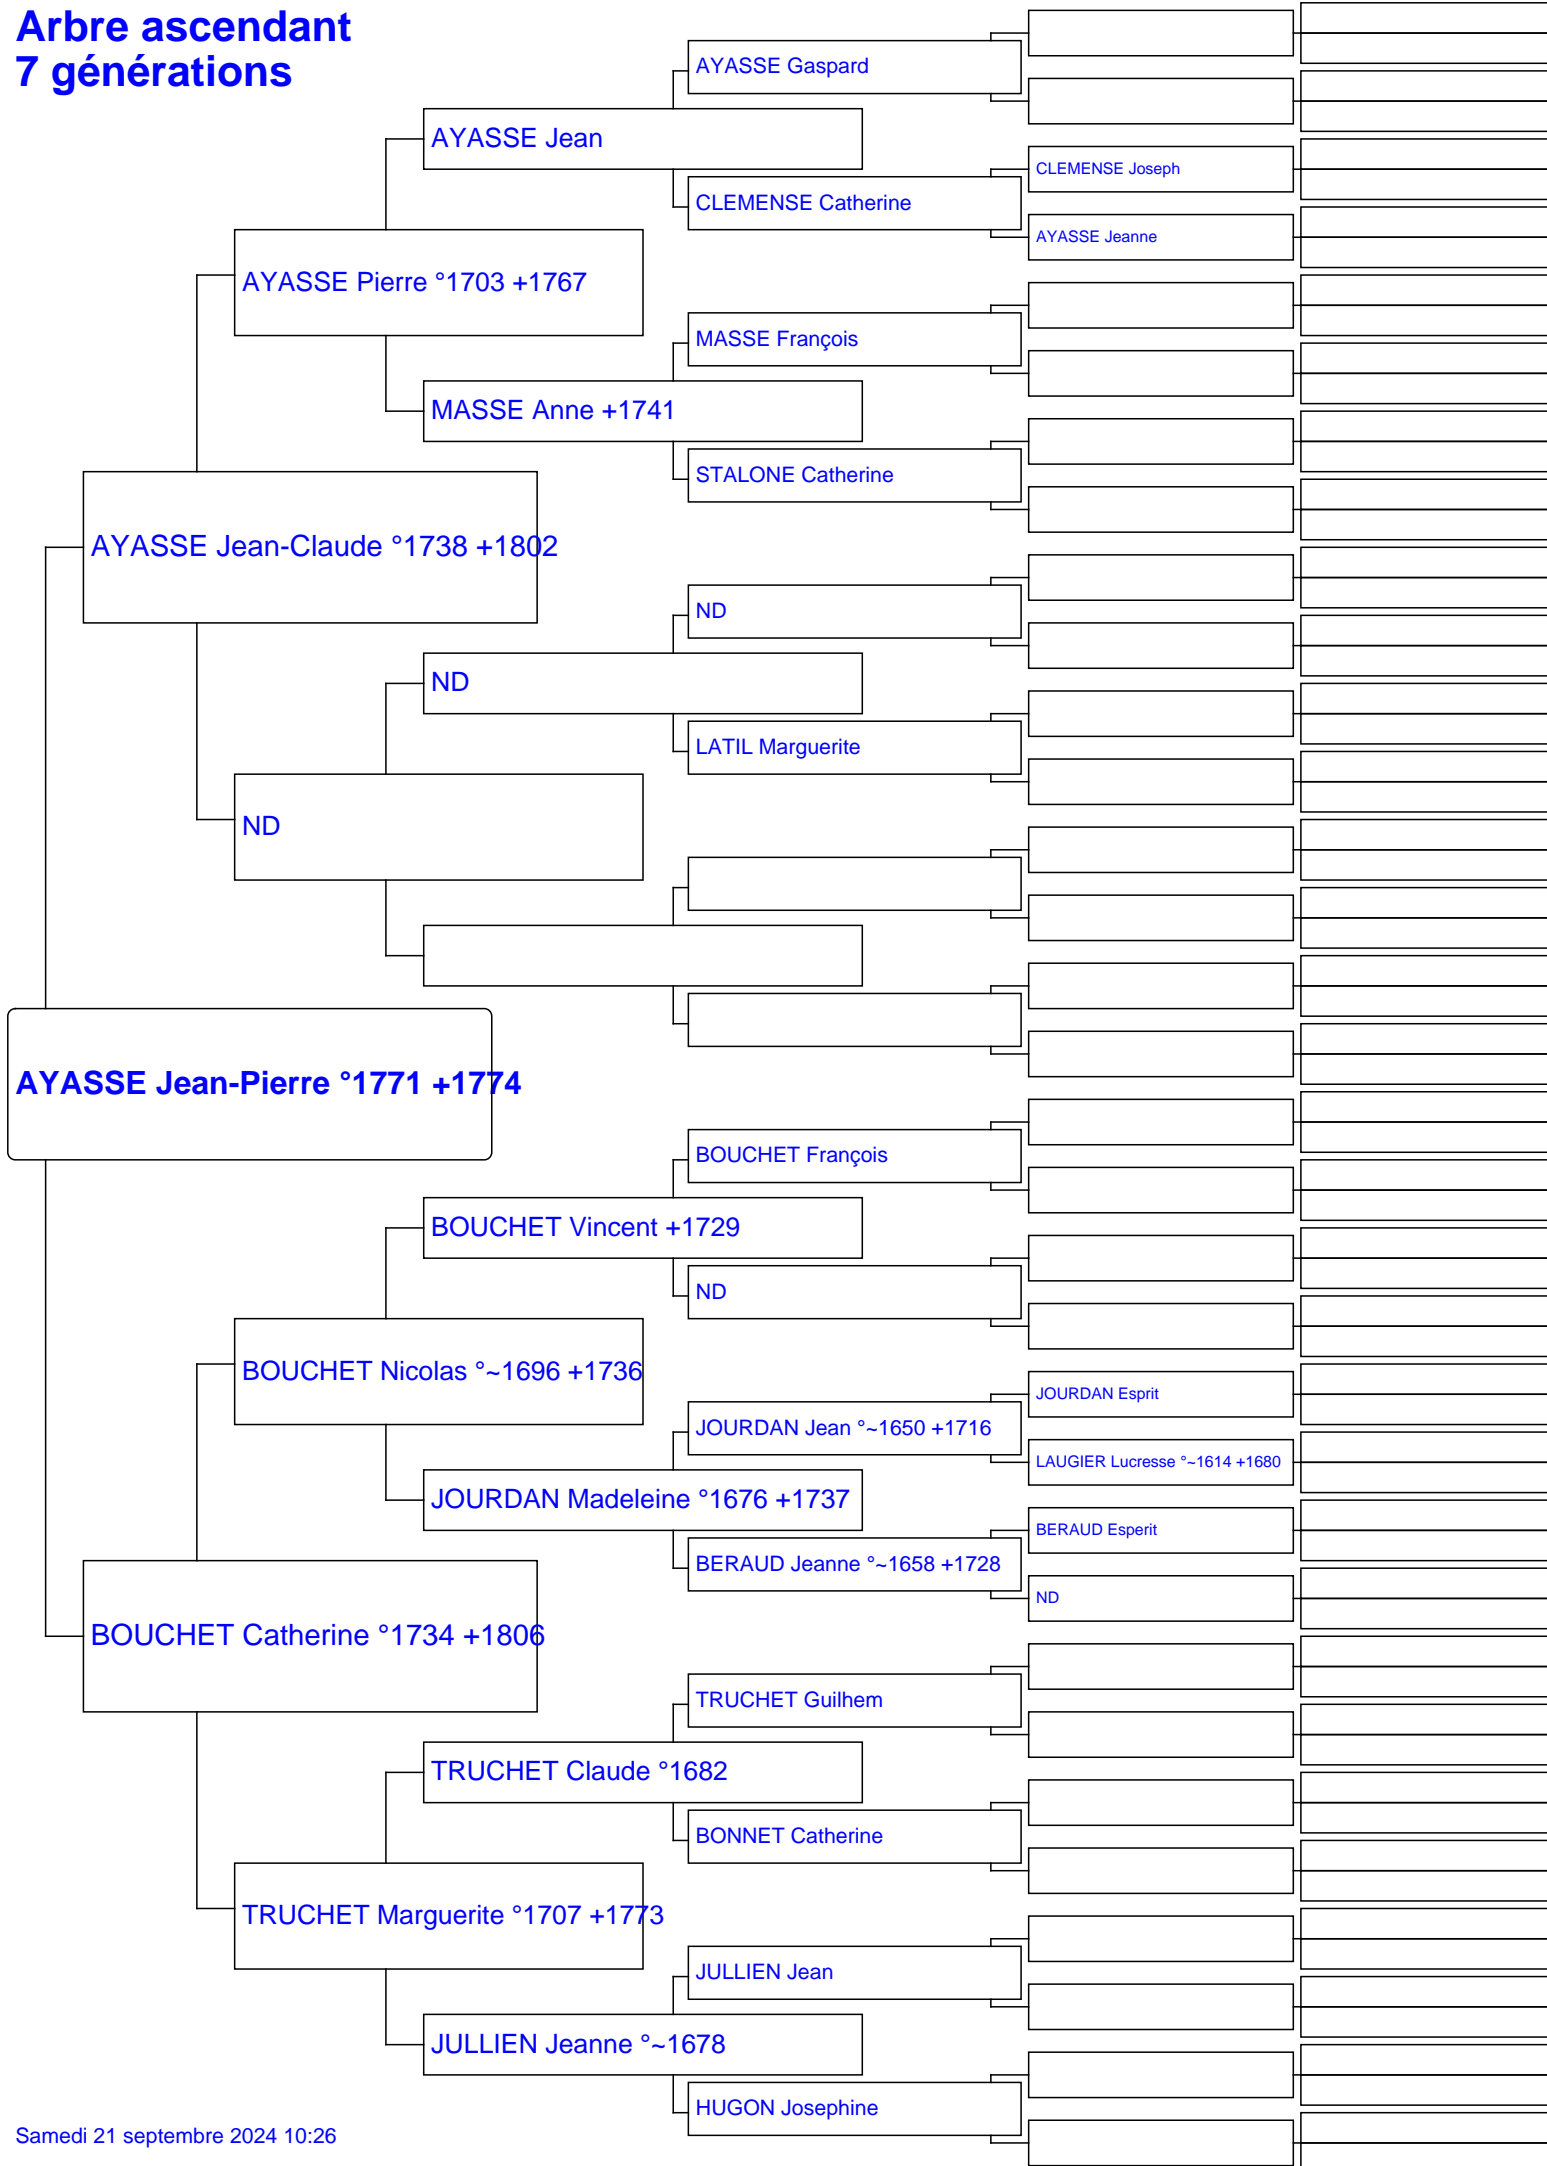 Arbre ascendant
7 générations
AYASSE Gaspard
AYASSE Jean
CLEMENSE Joseph
CLEMENSE Catherine
AYASSE Jeanne
AYASSE Pierre °1703 +1767
MASSE François
MASSE Anne +1741
STALONE Catherine
AYASSE Jean-Claude °1738 +1802
ND
ND
LATIL Marguerite
ND
AYASSE Jean-Pierre °1771 +1774
BOUCHET François
BOUCHET Vincent +1729
ND
BOUCHET Nicolas °~1696 +1736
JOURDAN Esprit
JOURDAN Jean °~1650 +1716
LAUGIER Lucresse °~1614 +1680
JOURDAN Madeleine °1676 +1737
BERAUD Esperit
BERAUD Jeanne °~1658 +1728
ND
BOUCHET Catherine °1734 +1806
TRUCHET Guilhem
TRUCHET Claude °1682
BONNET Catherine
TRUCHET Marguerite °1707 +1773
JULLIEN Jean
JULLIEN Jeanne °~1678
HUGON Josephine
Samedi 21 septembre 2024 10:26